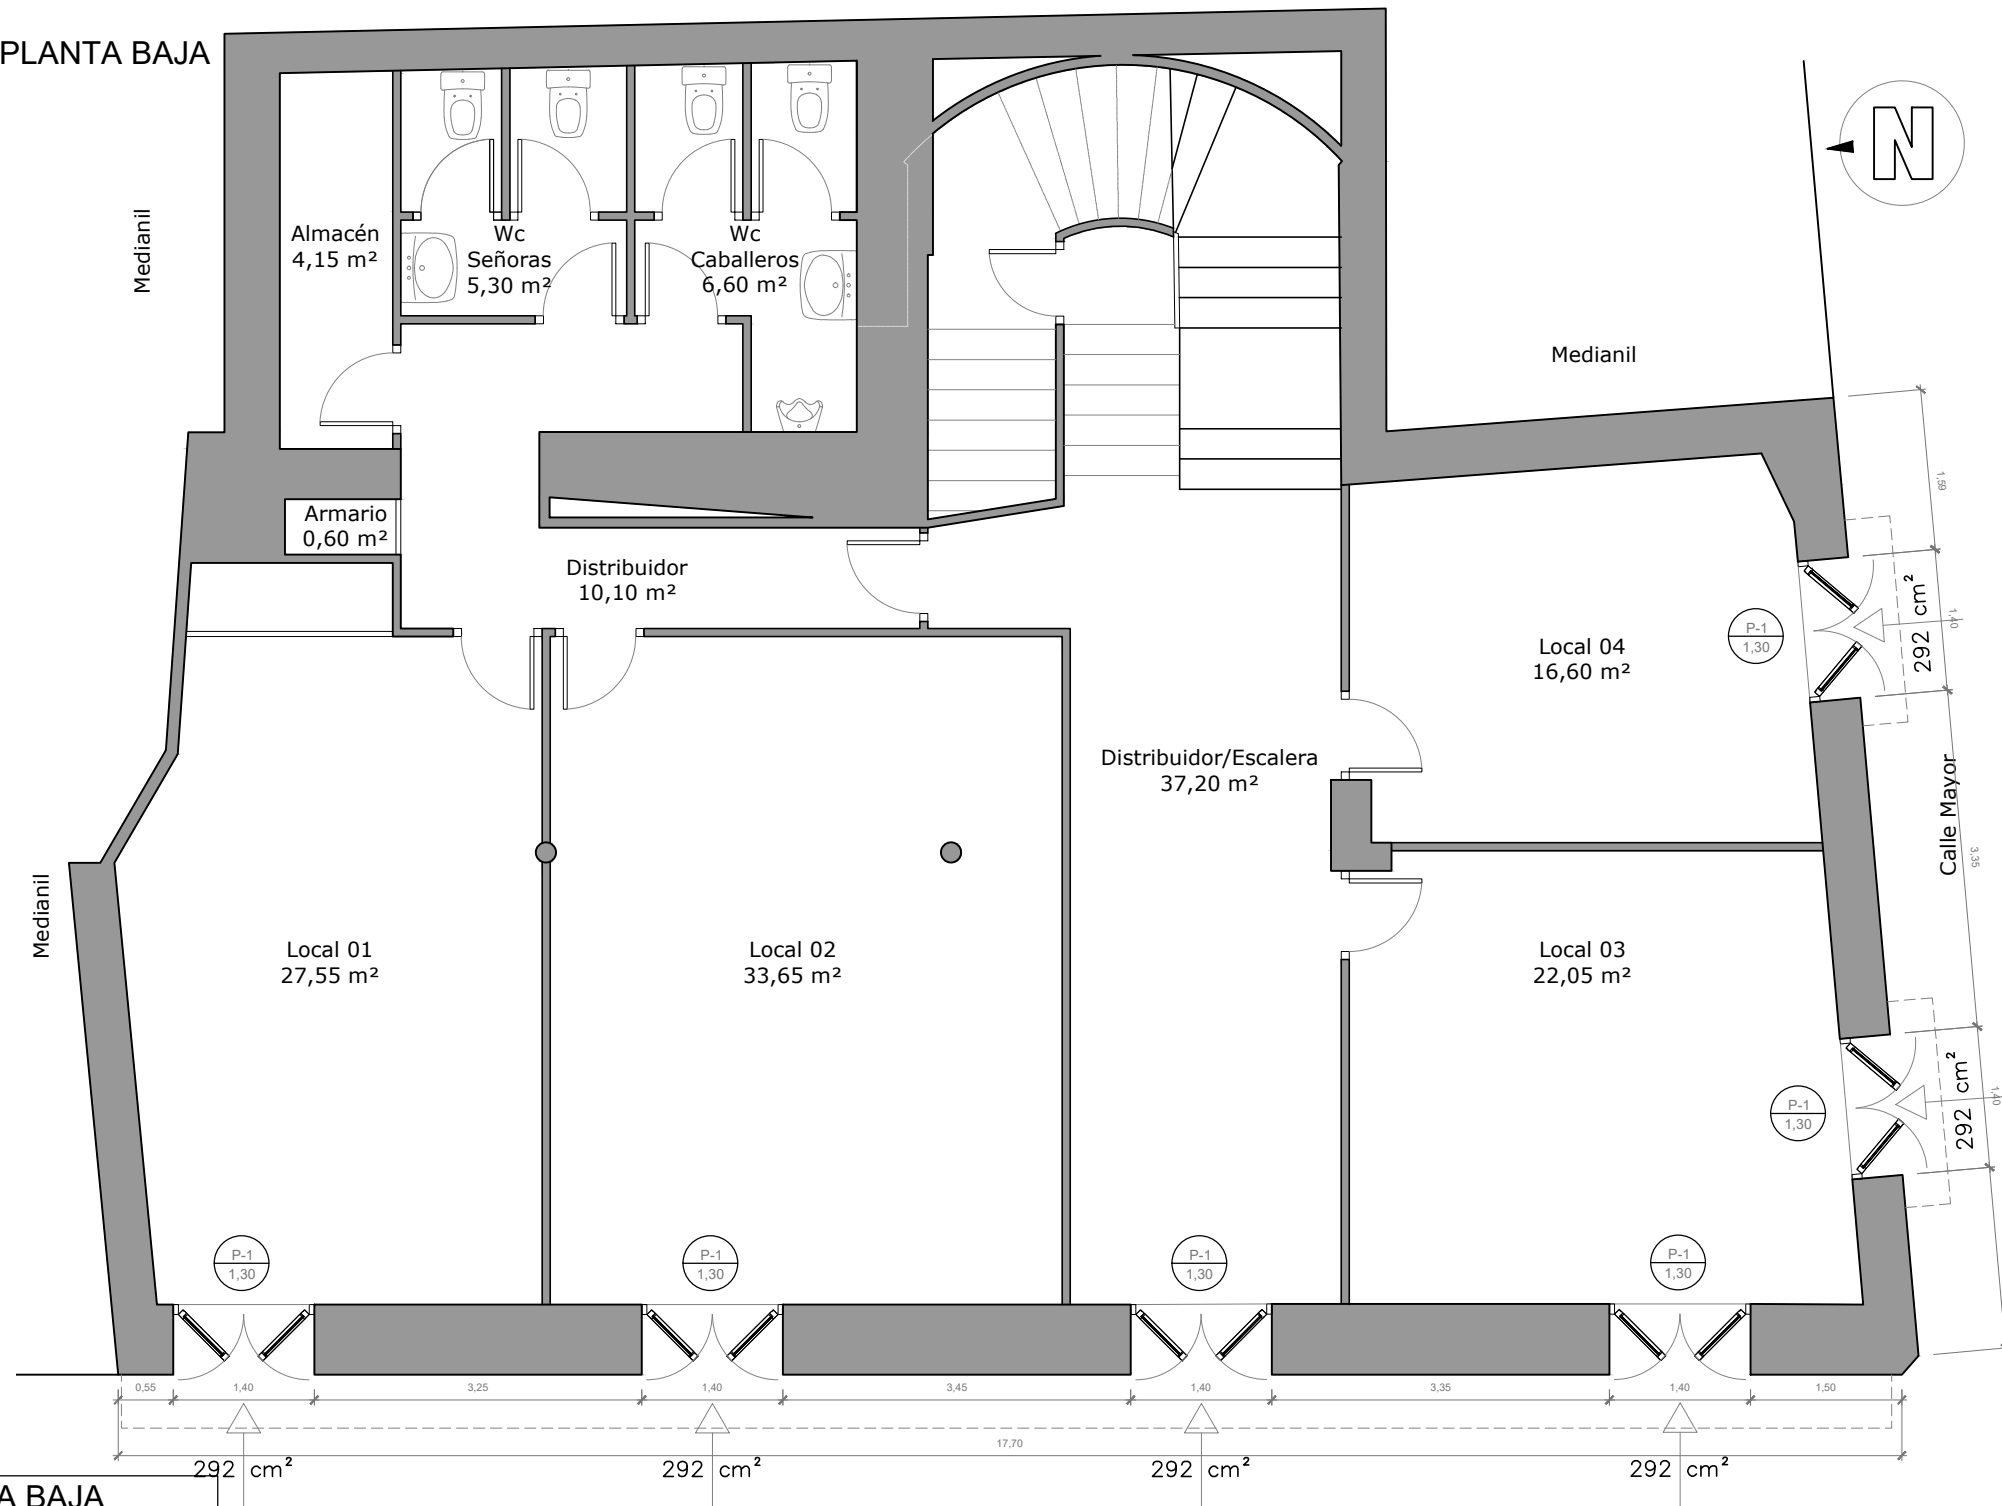 PLANTA BAJA
N
Medianil
Almacén
4,15 m²
Wc
Señoras
5,30 m²
Wc
Caballeros
6,60 m²
Medianil
1,59
Armario
0,60 m²
Distribuidor
10,10 m²
292 cm²
1,40
P-1
1,30
Local 04
16,60 m²
Distribuidor/Escalera
37,20 m²
Calle Mayor
3,35
Medianil
Local 01
27,55 m²
Local 02
33,65 m²
Local 03
22,05 m²
292 cm²
1,40
P-1
1,30
P-1
1,30
P-1
1,30
P-1
1,30
P-1
1,30
0,55
1,40
3,25
1,40
3,45
1,40
3,35
1,40
1,50
17,70
292 cm²
292 cm²
292 cm²
292 cm²
A BAJA